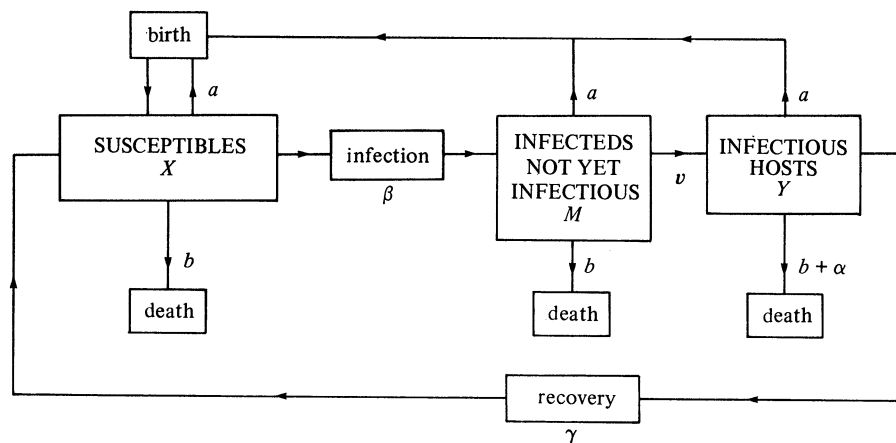 birth
a
a
a
SUSCEPTIBLES
X
infection
β
INFECTEDS
NOT YET
INFECTIOUS
M
v
INFECTIOUS
HOSTS
Y
b
death
b
death
b + α
death
recovery
γ